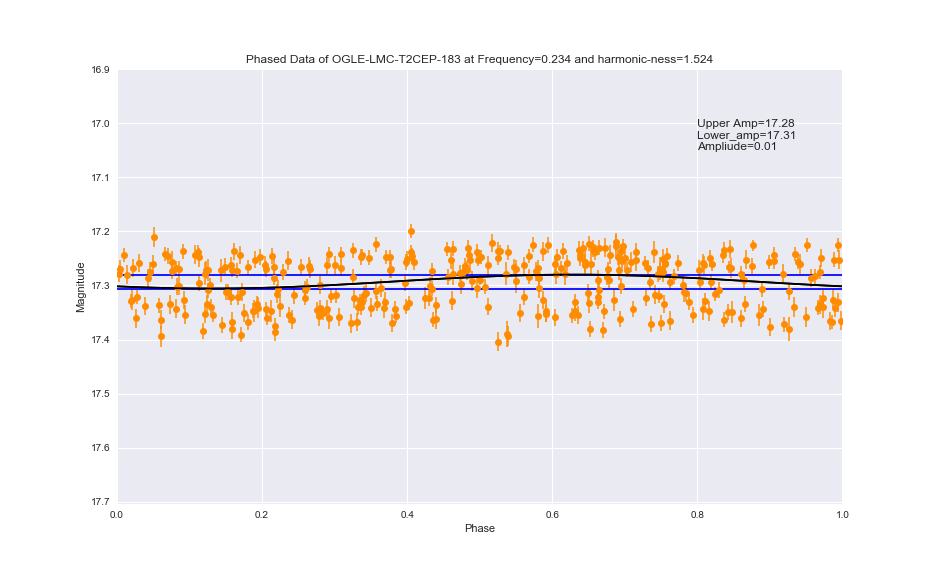 Phased Data of OGLE-LMC-T2CEP-183 at Frequency=0.234 and harmonic-ness=1.524
16.9
17.0
17.1
17.2
17.3
17.4
17.5
17.6
17.7
Magnitude
Upper Amp=17.28
Lower_amp=17.31
Ampliude=0.01
0.0 0.2 0.4 0.6 0.8 1.0
Phase